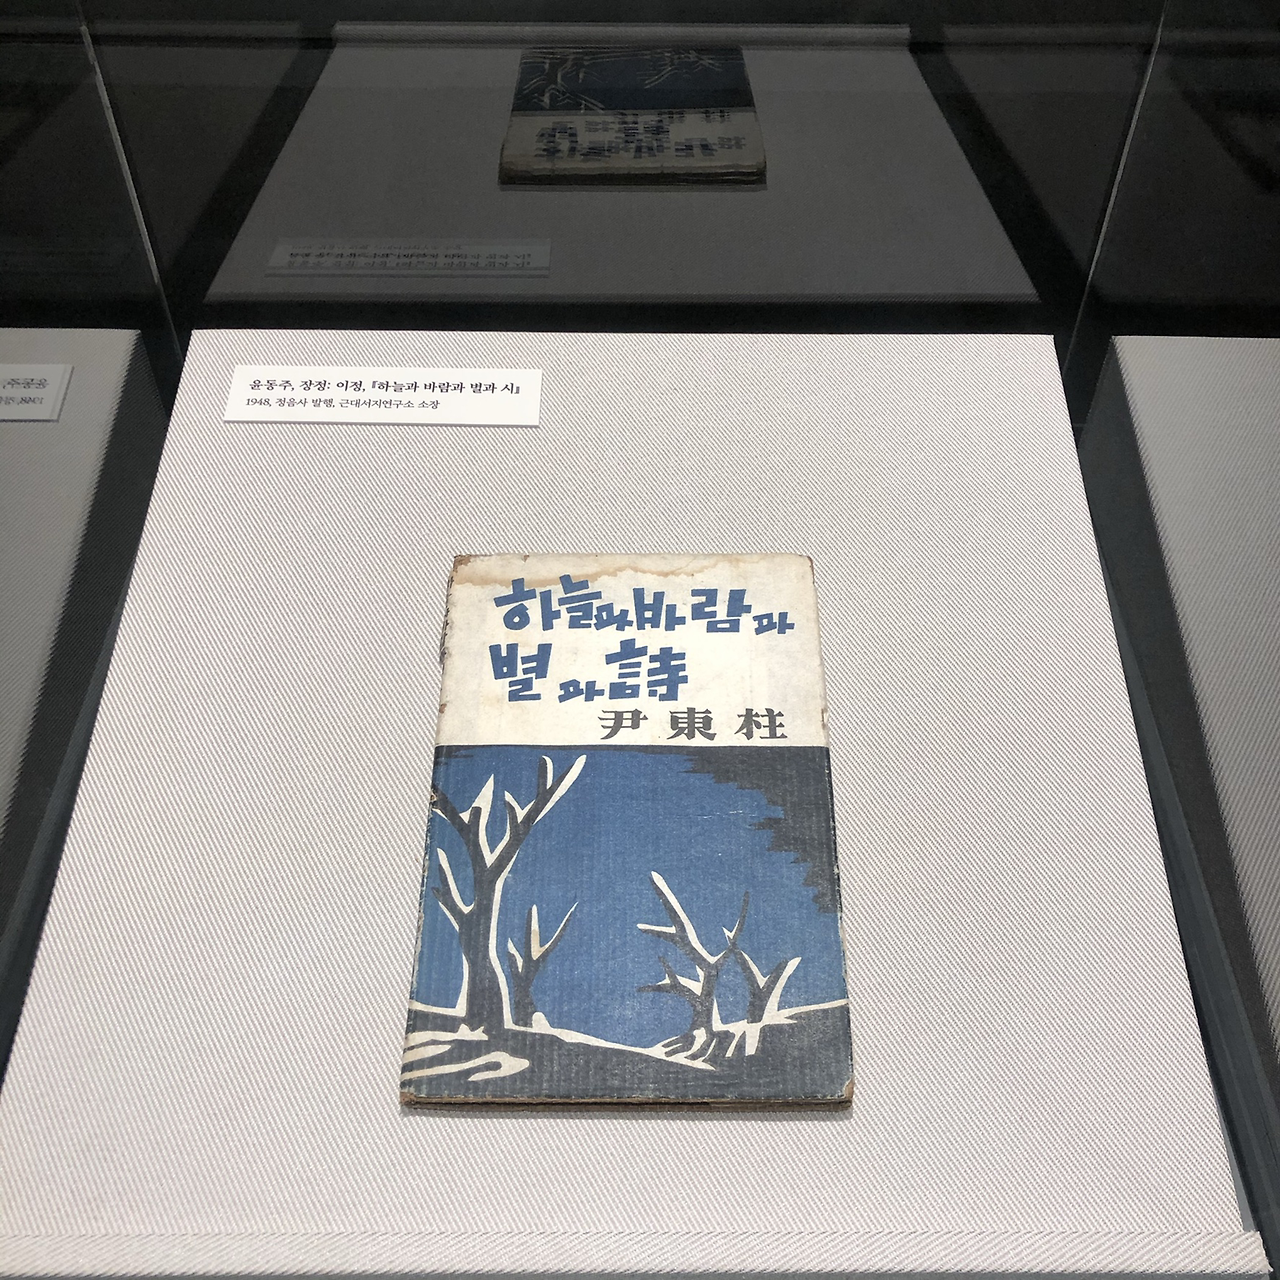 윤동주, 장정: 이정, 『하늘과 바람과 별과 시』
1948, 정음사 발행, 근대서지연구소 소장
하늘과바람과
별과詩
尹東柱